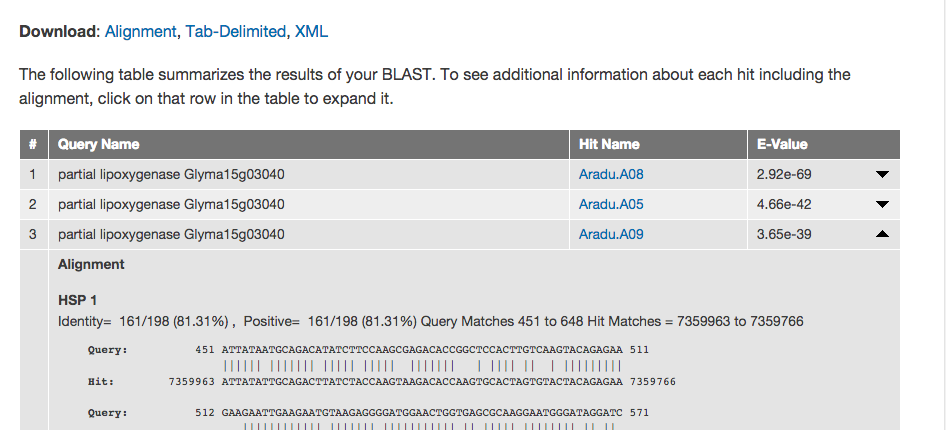 Download: Alignment, Tab-Delimited, XML
The following table summarizes the results of your BLAST. To see additional information about each hit including the
alignment, click on that row in the table to expand it.
# Query Name Hit Name E-Value
1 partial lipoxygenase Glyma15g03040 Aradu.A08 2.92e-69
2 partial lipoxygenase Glyma15g03040 Aradu.A05 4.66e-42
3 partial lipoxygenase Glyma15g03040 Aradu.A09 3.65e-39
Alignment
HSP 1
Identity= 161/198 (81.31%) , Positive= 161/198 (81.31%) Query Matches 451 to 648 Hit Matches = 7359963 to 7359766
Query: 451 ATTATAATGCAGACATATCTTCCAAGCGAGACACCGGCTCCACTTGTCAAGTACAGAGAA 511
Hit: 7359963 ATTATATTGCAGACTTATCTACCAAGTAAGACACCAAGTGCACTAGTGTACTACAGAGAA 7359766
Query: 512 GAAGAATTGAAGAATGTAAGAGGGGATGGAACTGGTGAGCGCAAGGAATGGGATAGGATC 571